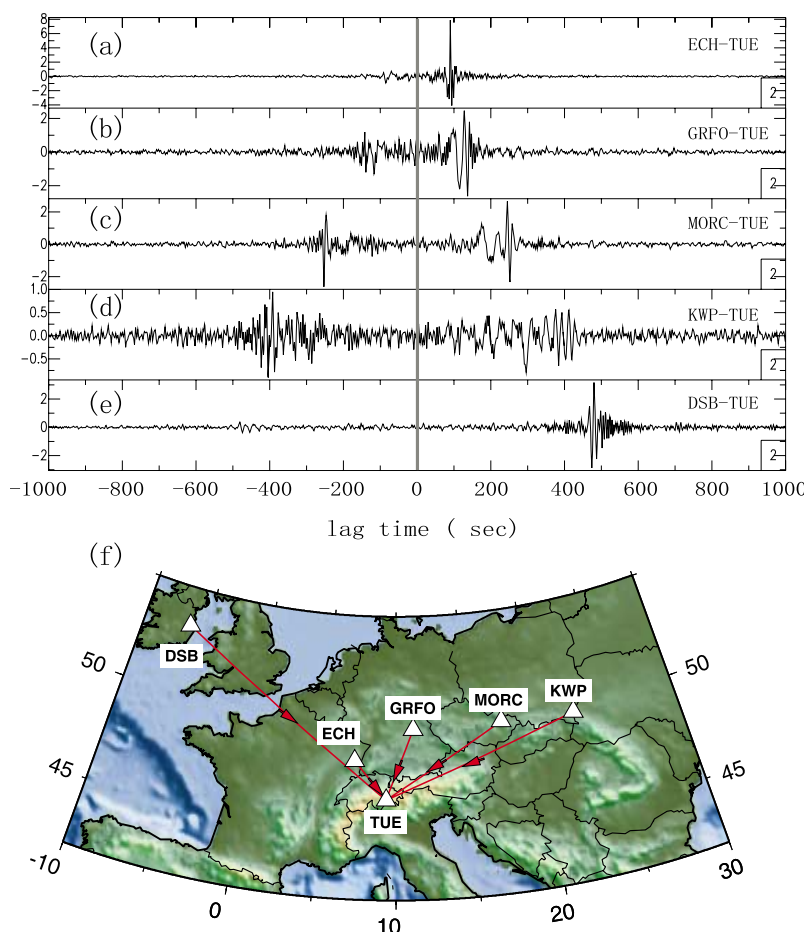 (a) ECH-TUE
8
6
4
2
0
-2
-4
2
(b) GRFO-TUE
2
0
-2
2
(c) MORC-TUE
2
0
-2
2
(d) KWP-TUE
1.0
0.5
0.0
-0.5
2
(e) DSB-TUE
2
0
-2
2
-1000 -800 -600 -400 -200 0 200 400 600 800 1000
lag time ( sec)
(f)
DSB
50
50
KWP
MORC
GRFO
ECH
45
45
TUE
-10
30
0
20
10